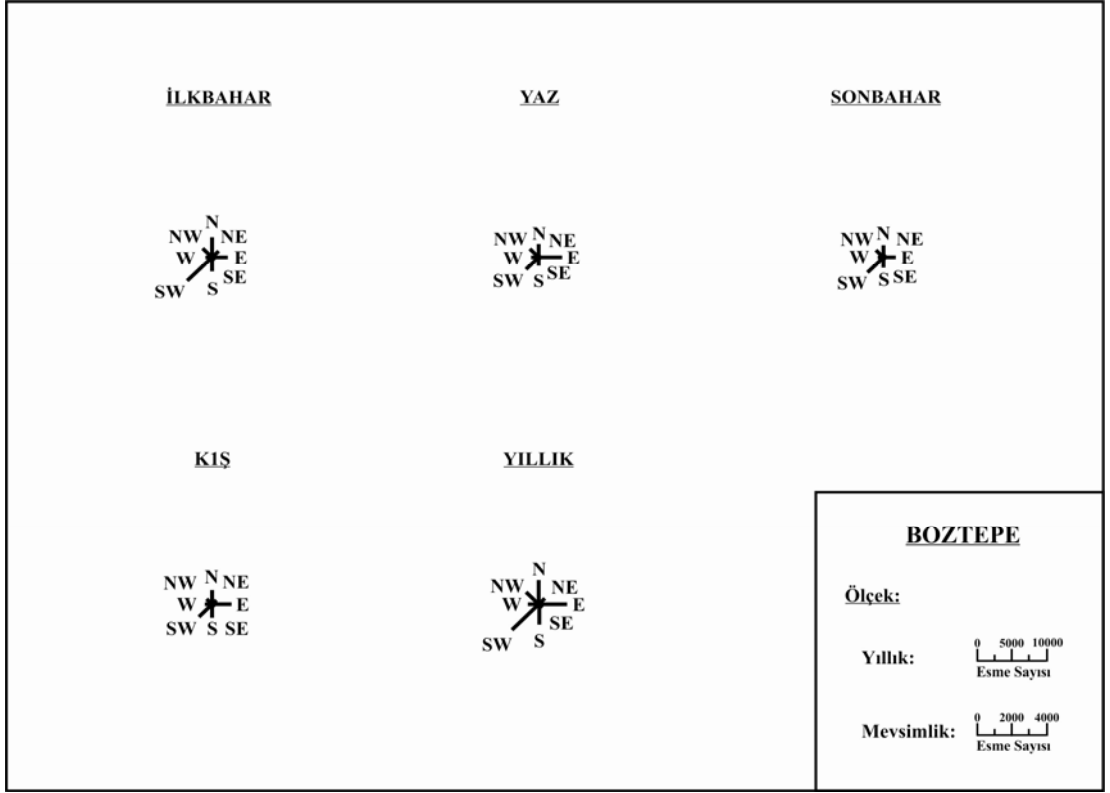 İLKBAHAR
YAZ
SONBAHAR
N
NW NE
W E
SE
SW S
N
NW NE
W E
SE
SW S
N
NW NE
W E
SW S SE
K1Ş
YILLIK
N
NW NE
W E
SW S SE
N
NW NE
W E
SE
SW S
BOZTEPE
Ölçek:
0 5000 10000
Yıllık:
Esme Sayısı
0 2000 4000
Mevsimlik:
Esme Sayısı